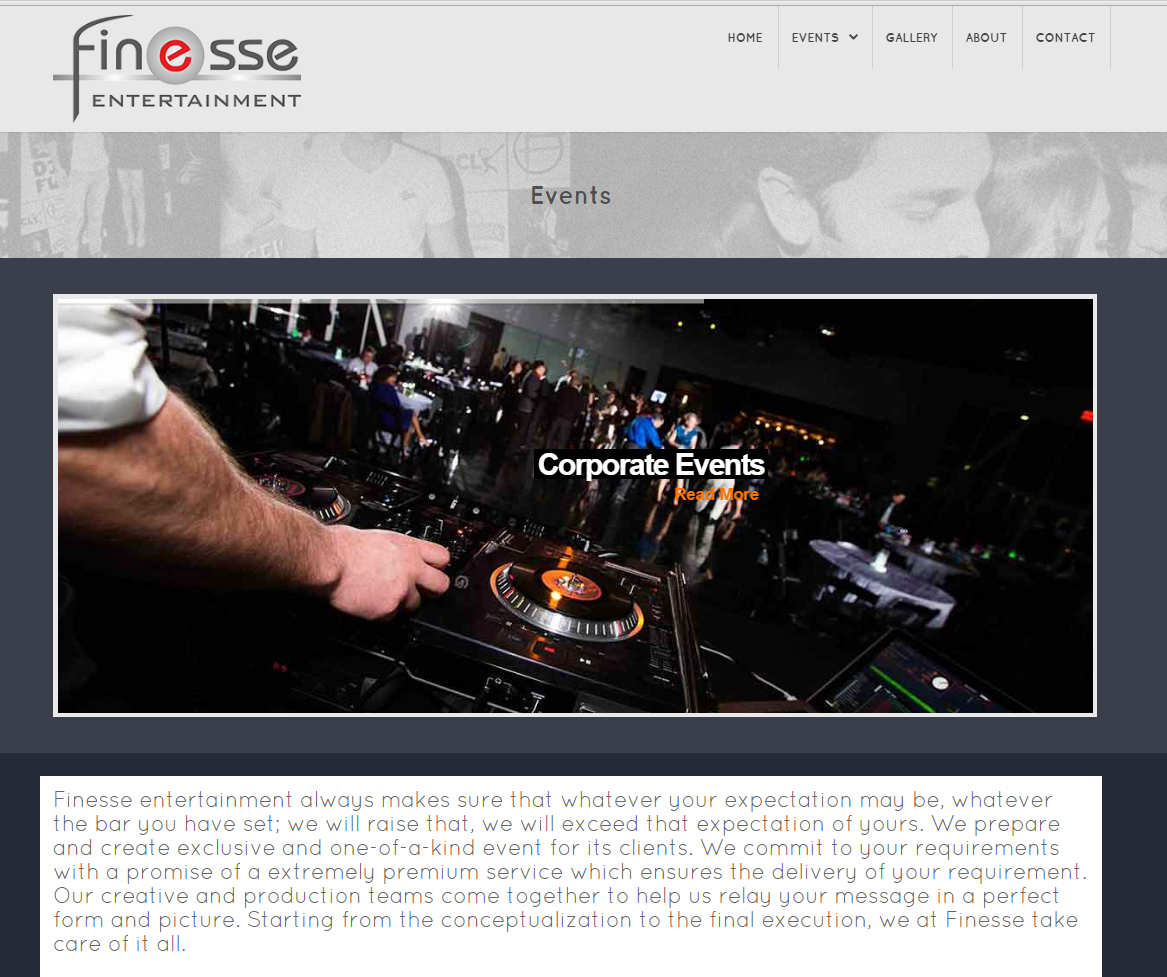 finesse
ENTERTAINMENT
HOME
EVENTS
GALLERY
ABOUT
CONTACT
Events
Corporate Events
Read More
Finesse entertainment always makes sure that whatever your expectation may be, whatever
the bar you have set; we will raise that, we will exceed that expectation of yours. We prepare
and create exclusive and one-of-a-kind event for its clients. We commit to your requirements
with a promise of a extremely premium service which ensures the delivery of your requirement.
Our creative and production teams come together to help us relay your message in a perfect
form and picture. Starting from the conceptualization to the final execution, we at Finesse take
care of it all.